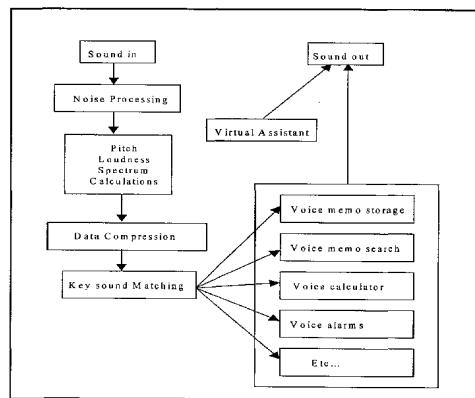 Sound in
Sound out
Noise Processing
Virtual Assistant
Pitch
Loudness
Spectrum
Calculations
Data Compression
Key sound Matching
Voice memo storage
Voice memo search
Voice calculator
Voice alarms
Etc...